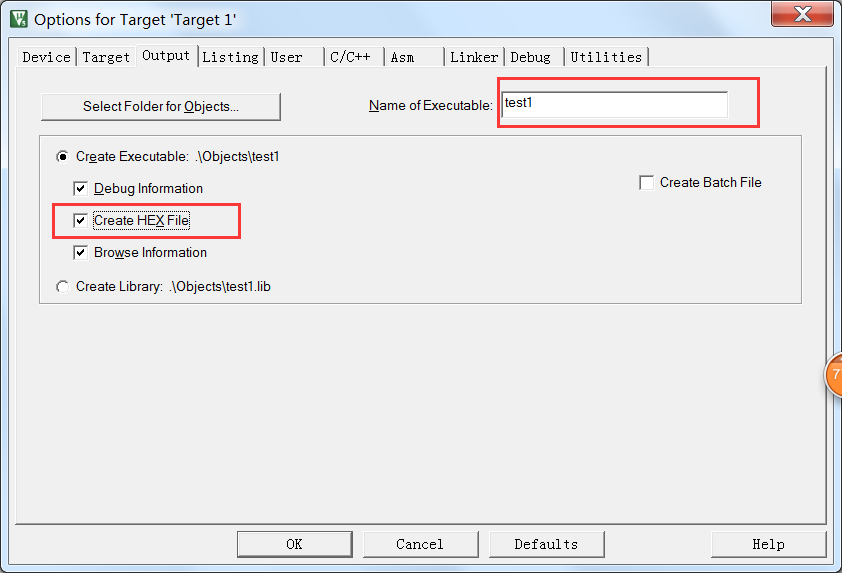 Options for Target 'Target 1'
Device Target Output Listing User C/C++ Asm Linker Debug Utilities
Select Folder for Objects... Name of Executable: test1
Create Executable: .\Objects\test1
Create Batch File
Debug Information
Create HEX File
Browse Information
Create Library: .\Objects\test1.lib
OK Cancel Defaults Help